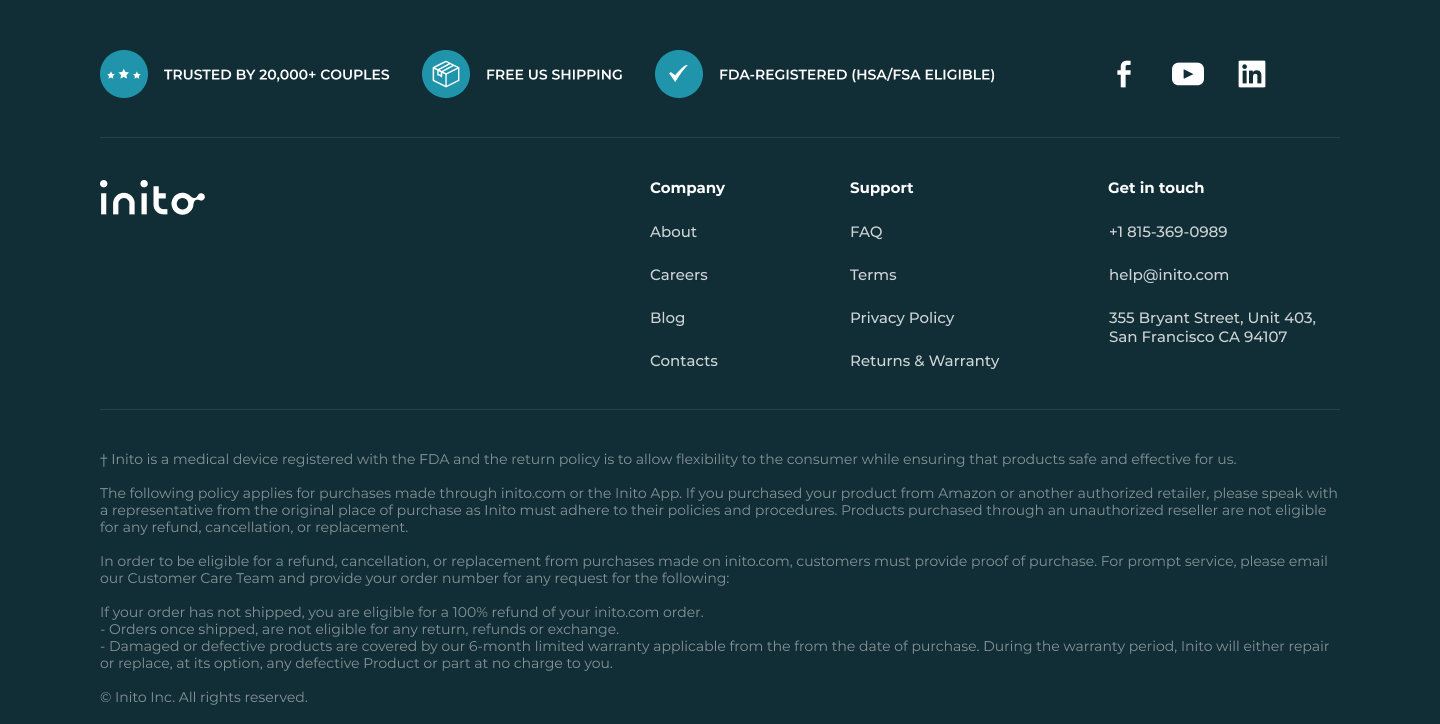 TRUSTED BY 20,000+ COUPLES
FREE US SHIPPING
FDA-REGISTERED (HSA/FSA ELIGIBLE)
inito
Company
About
Careers
Blog
Contacts
Support
FAQ
Terms
Privacy Policy
Returns & Warranty
Get in touch
+1 815-369-0989
help@inito.com
355 Bryant Street, Unit 403,
San Francisco CA 94107
† Inito is a medical device registered with the FDA and the return policy is to allow flexibility to the consumer while ensuring that products safe and effective for us.
The following policy applies for purchases made through inito.com or the Inito App. If you purchased your product from Amazon or another authorized retailer, please speak with
a representative from the original place of purchase as Inito must adhere to their policies and procedures. Products purchased through an unauthorized reseller are not eligible
for any refund, cancellation, or replacement.
In order to be eligible for a refund, cancellation, or replacement from purchases made on inito.com, customers must provide proof of purchase. For prompt service, please email
our Customer Care Team and provide your order number for any request for the following:
If your order has not shipped, you are eligible for a 100% refund of your inito.com order.
- Orders once shipped, are not eligible for any return, refunds or exchange.
- Damaged or defective products are covered by our 6-month limited warranty applicable from the from the date of purchase. During the warranty period, Inito will either repair
or replace, at its option, any defective Product or part at no charge to you.
© Inito Inc. All rights reserved.